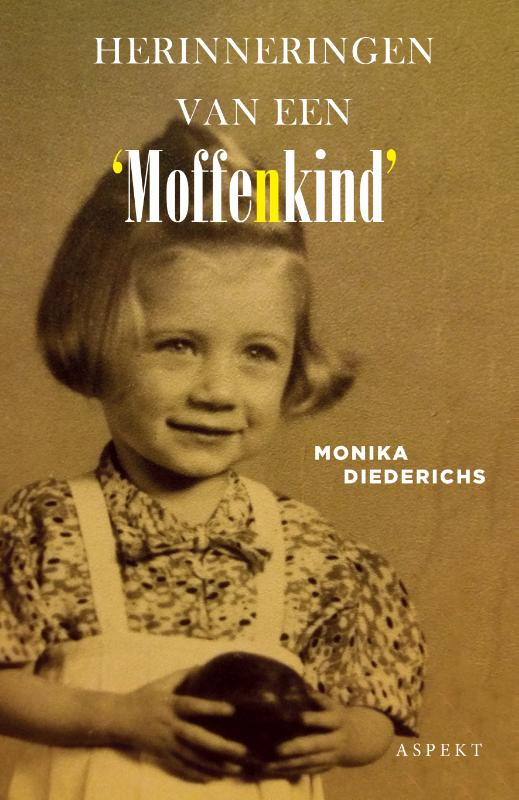 HERINNERINGEN
VAN EEN
‘Moffenkind’
MONIKA
DIEDERICHS
ASPEKT